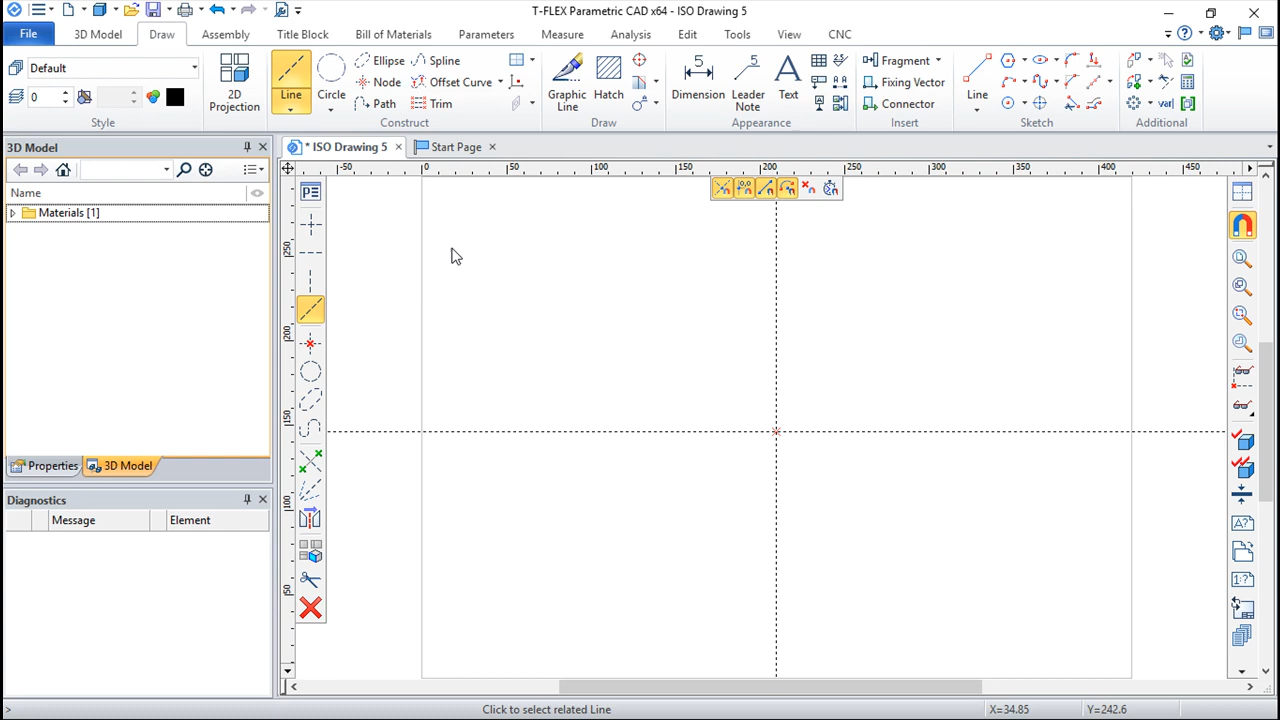 T-FLEX Parametric CAD x64 - ISO Drawing 5
File
3D Model
Draw
Assembly
Title Block
Bill of Materials
Parameters
Measure
Analysis
Edit
Tools
View
CNC
Default
0
Style
2D
Projection
Line
Circle
Ellipse
Node
Path
Spline
Offset Curve
Trim
Construct
Graphic
Line
Hatch
Draw
5
Dimension
5
Leader
Note
A
Text
Appearance
Fragment
Fixing Vector
Connector
Insert
Line
Sketch
var
Additional
3D Model
* ISO Drawing 5
Start Page
-50
0
50
100
150
200
250
300
350
400
450
Name
Materials [1]
250
200
150
100
50
Properties
3D Model
Diagnostics
Message
Element
A?
1:?
>
Click to select related Line
X=34.85
Y=242.6